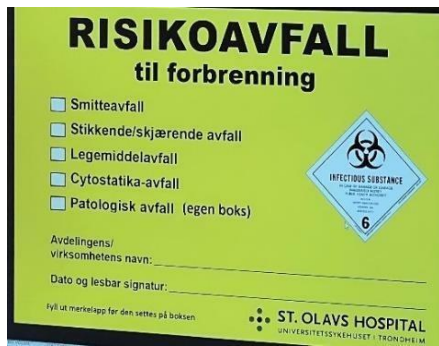 RISIKOAVFALL
til forbrenning
Smitteavfall
Stikkende/skjærende avfall
Legemiddelavfall
Cytostatika-avfall
Patologisk avfall (egen boks)
INFECTIOUS SUBSTANCE
6
Avdelingens/
virksomhetens navn:
Dato og lesbar signatur:
Fyll ut merkelapp før den settes på boksen
ST. OLAVS HOSPITAL
UNIVERSITETSSYKEHUSET I TRONDHEIM